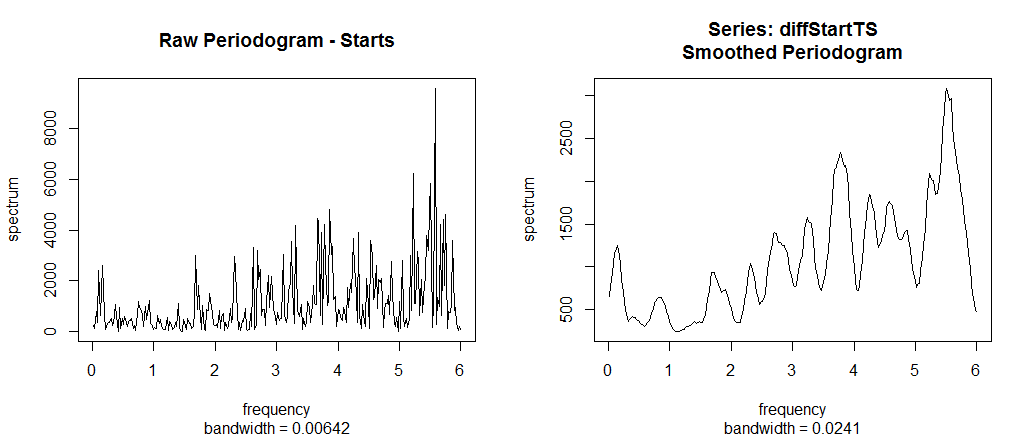 Raw Periodogram - Starts
spectrum
8000
6000
4000
2000
0
0 1 2 3 4 5 6
frequency
bandwidth = 0.00642
Series: diffStartTS
Smoothed Periodogram
spectrum
2500
1500
500
0 1 2 3 4 5 6
frequency
bandwidth = 0.0241